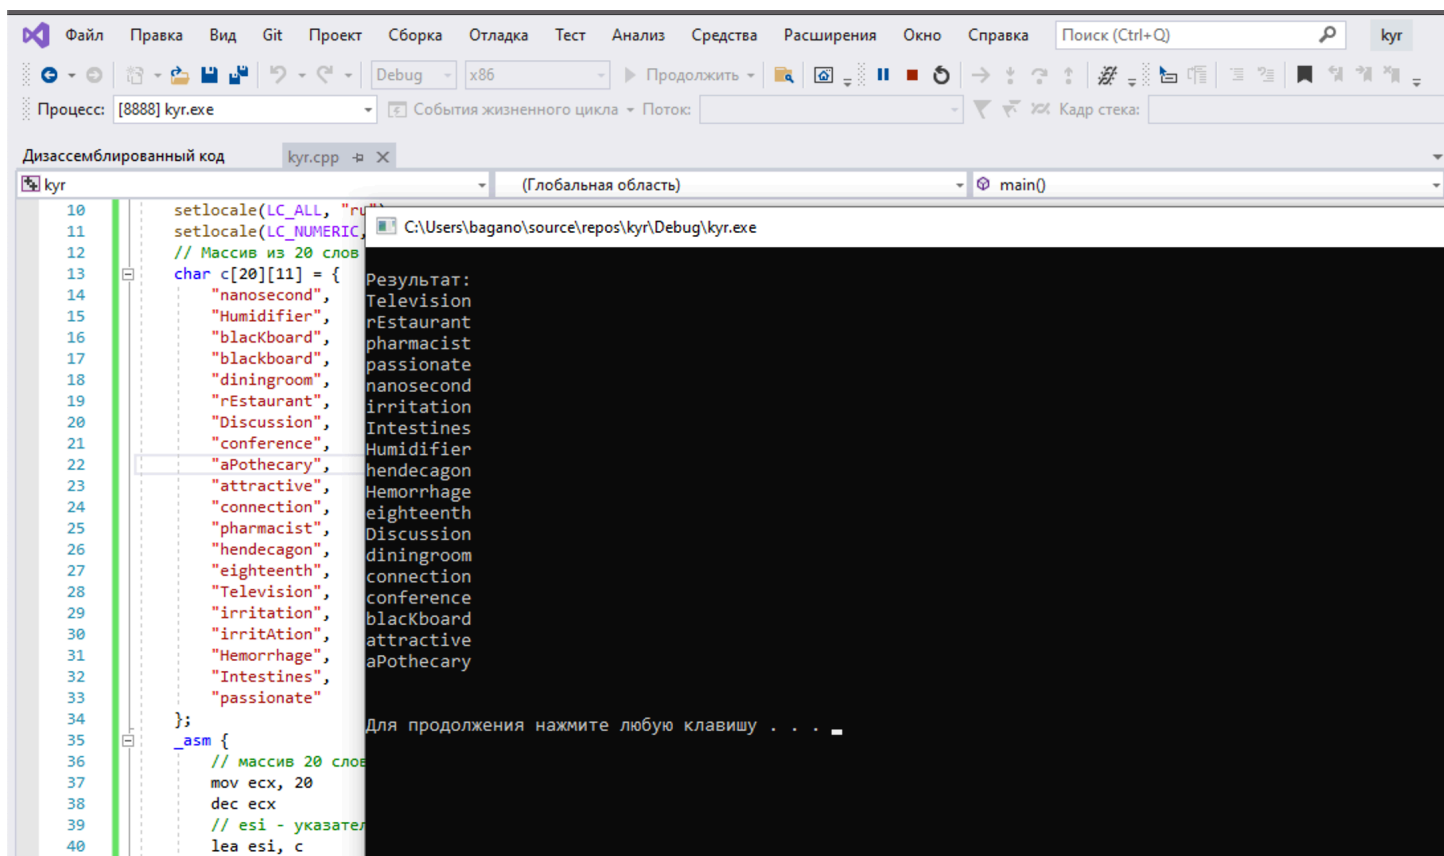 Файл Правка Вид Git Проект Сборка Отладка Тест Анализ Средства Расширения Окно Справка Поиск (Ctrl+Q) kyr
Debug x86 Продолжить
Процесс: [8888] kyr.exe События жизненного цикла Поток: Кадр стека:
Дизассемблированный код kyr.cpp
kyr (Глобальная область) main()
10 setlocale(LC_ALL, "ru")
11 setlocale(LC_NUMERIC,
12 // Массив из 20 слов
13 char c[20][11] = {
14 "nanosecond",
15 "Humidifier",
16 "blacKboard",
17 "blackboard",
18 "diningroom",
19 "rEstaurant",
20 "Discussion",
21 "conference",
22 "aPothecary",
23 "attractive",
24 "connection",
25 "pharmacist",
26 "hendecagon",
27 "eighteenth",
28 "Television",
29 "irritation",
30 "irritAtion",
31 "Hemorrhage",
32 "Intestines",
33 "passionate"
34 };
35 _asm {
36 // массив 20 слов
37 mov ecx, 20
38 dec ecx
39 // esi - указател
40 lea esi, c
C:\Users\bagano\source\repos\kyr\Debug\kyr.exe
Результат:
Television
rEstaurant
pharmacist
passionate
nanosecond
irritation
Intestines
Humidifier
hendecagon
Hemorrhage
eighteenth
Discussion
diningroom
connection
conference
blacKboard
attractive
aPothecary
Для продолжения нажмите любую клавишу . . .